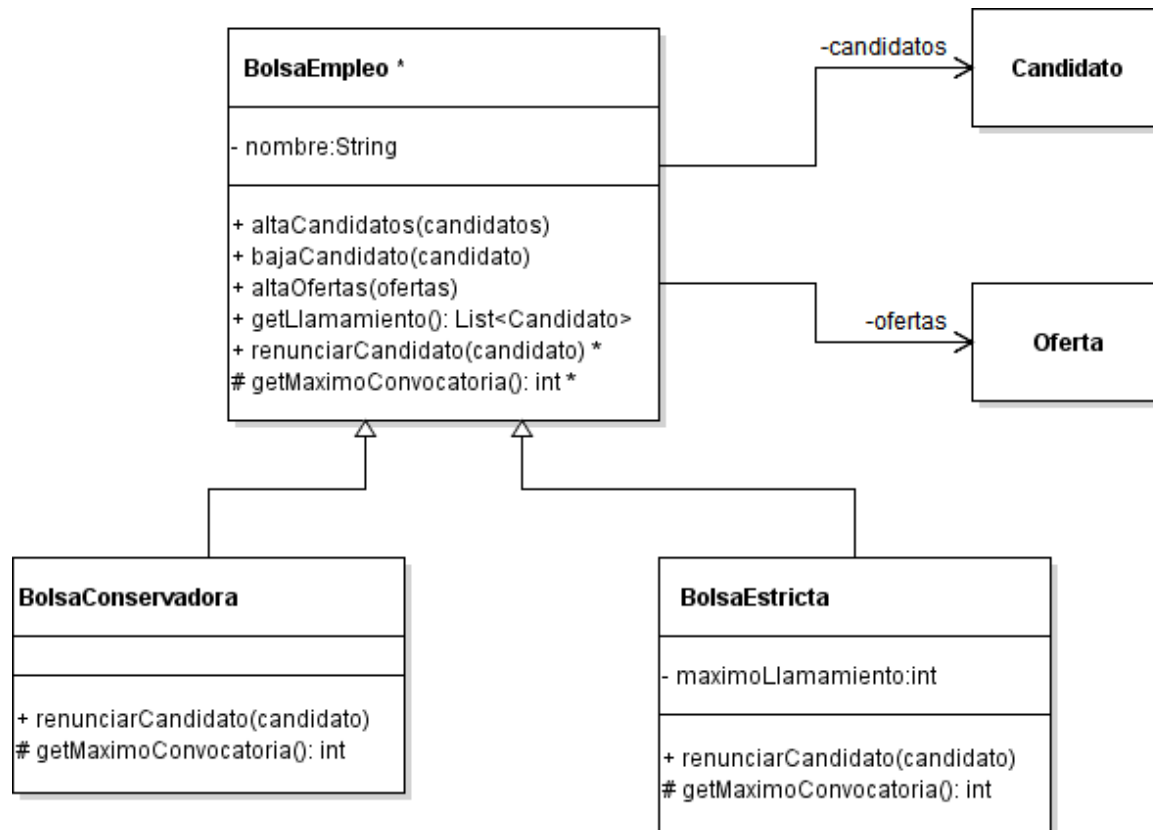 BolsaEmpleo *
- nombre:String
+ altaCandidatos(candidatos)
+ bajaCandidato(candidato)
+ altaOfertas(ofertas)
+ getLlamamiento(): List<Candidato>
+ renunciarCandidato(candidato) *
# getMaximoConvocatoria(): int *
-candidatos
Candidato
-ofertas
Oferta
BolsaConservadora
+ renunciarCandidato(candidato)
# getMaximoConvocatoria(): int
BolsaEstricta
- maximoLlamamiento:int
+ renunciarCandidato(candidato)
# getMaximoConvocatoria(): int